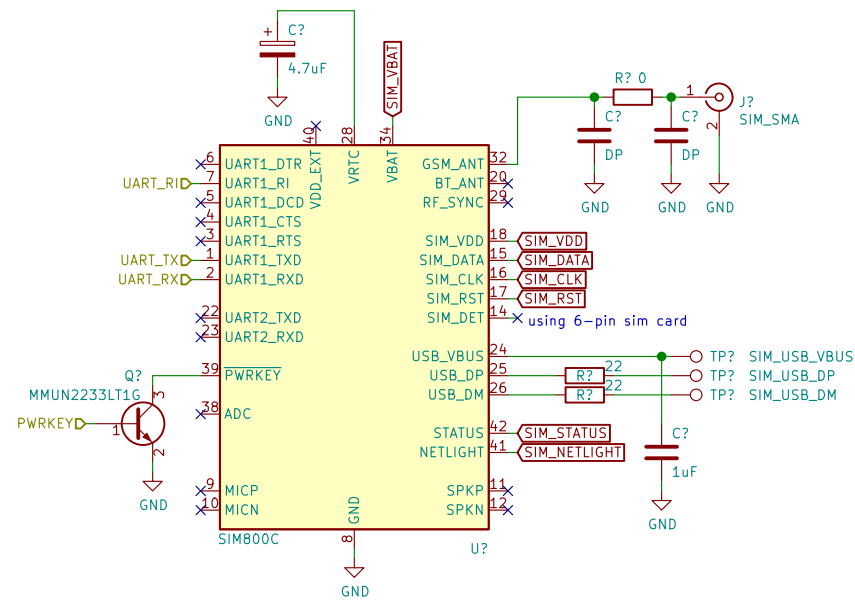 + C?
4.7uF
GND
SIM_VBAT
40 28 34
VDD_EXT VRTC VBAT
R? 0
C? C?
DP DP
1 J?
2 SIM_SMA
GND GND GND
6 UART1_DTR GSM_ANT 32
UART_RI 7 UART1_RI BT_ANT 20
5 UART1_DCD RF_SYNC 29
4 UART1_CTS
3 UART1_RTS SIM_VDD 18 SIM_VDD
UART_TX 1 UART1_TXD SIM_DATA 15 SIM_DATA
UART_RX 2 UART1_RXD SIM_CLK 16 SIM_CLK
SIM_RST 17 SIM_RST
22 UART2_TXD SIM_DET 14 using 6-pin sim card
23 UART2_RXD
USB_VBUS 24 TP? SIM_USB_VBUS
39 PWRKEY USB_DP 25 R? 22 TP? SIM_USB_DP
USB_DM 26 R? 22 TP? SIM_USB_DM
Q?
MMUN2233LT1G
3
PWRKEY 1
2
GND
38 ADC
STATUS 42 SIM_STATUS
NETLIGHT 41 SIM_NETLIGHT
C?
1uF
GND
9 MICP SPKP 11
10 MICN SPKN 12
GND
SIM800C 8 U?
GND